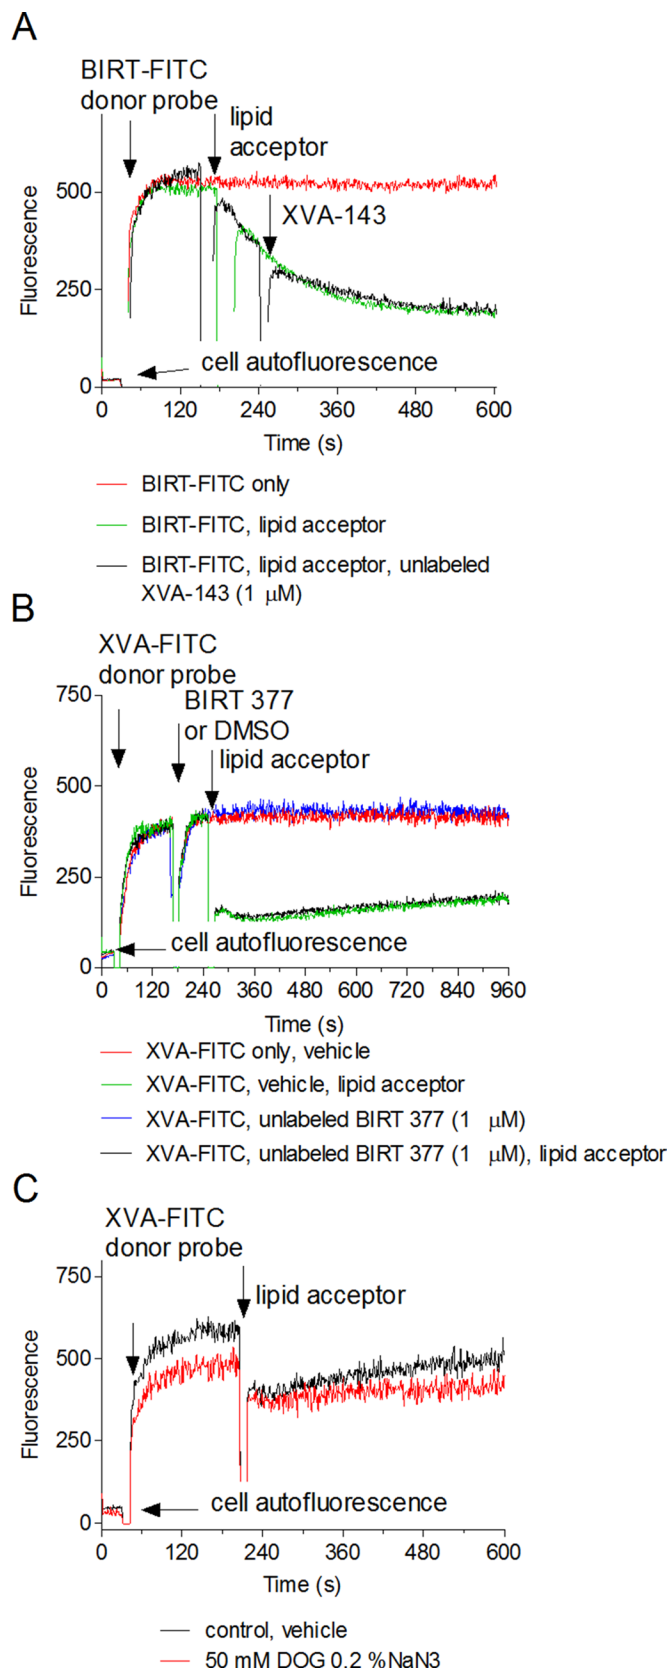 A
BIRT-FITC
donor probe
lipid
acceptor
XVA-143
cell autofluorescence
Fluorescence
500
250
0
0 120 240 360 480 600
Time (s)
BIRT-FITC only
BIRT-FITC, lipid acceptor
BIRT-FITC, lipid acceptor, unlabeled
XVA-143 (1 μM)
B
XVA-FITC
donor probe
BIRT 377
or DMSO
lipid acceptor
cell autofluorescence
Fluorescence
750
500
250
0
0 120 240 360 480 600 720 840 960
Time (s)
XVA-FITC only, vehicle
XVA-FITC, vehicle, lipid acceptor
XVA-FITC, unlabeled BIRT 377 (1 μM)
XVA-FITC, unlabeled BIRT 377 (1 μM), lipid acceptor
C
XVA-FITC
donor probe
lipid acceptor
cell autofluorescence
Fluorescence
750
500
250
0
0 120 240 360 480 600
Time (s)
control, vehicle
50 mM DOG 0.2 %NaN3